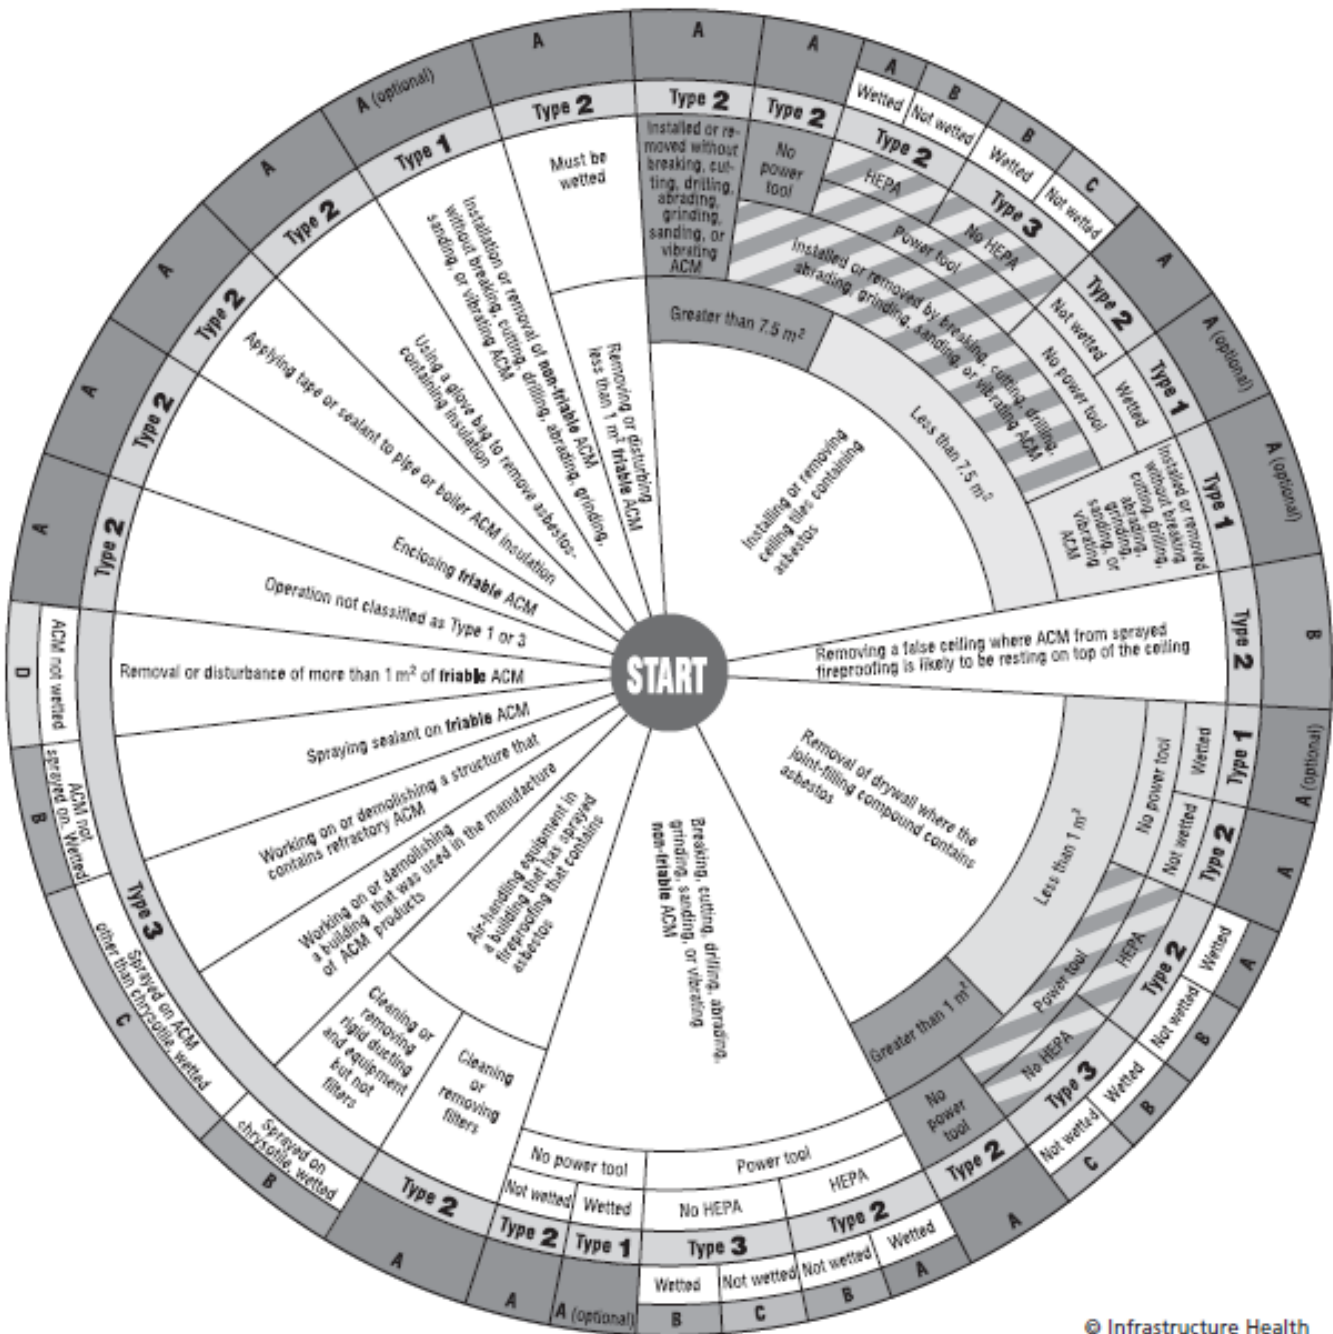 START
A
Type 2
Installed or re-
moved without
breaking, cut-
ting, drilling,
abrading,
grinding,
sanding, or
vibrating
ACM
Greater than 7.5 m²
A
Type 2
No
power
tool
A
B
Wetted
Not wetted
Type 2
HEPA
B
C
Wetted
Not wetted
Type 3
No HEPA
Power tool
Installed or removed by breaking, cutting, drilling,
abrading, grinding, sanding, or vibrating ACM
Less than 7.5 m²
Installing or removing
ceiling tiles containing
asbestos
A
Type 2
Not wetted
A (optional)
Type 1
Wetted
No power tool
A (optional)
Type 1
Installed or removed
without breaking
cutting, drilling,
abrading,
grinding,
sanding, or
vibrating
ACM
B
Type 2
Removing a false ceiling where ACM from sprayed
fireproofing is likely to be resting on top of the ceiling
Removal of drywall where the
joint-filling compound contains
asbestos
Less than 1 m²
No power tool
Wetted
Type 1
A (optional)
Not wetted
Type 2
A
Power tool
HEPA
Type 2
Wetted
A
Not wetted
B
No HEPA
Type 3
Wetted
B
Not wetted
C
Greater than 1 m²
No
power
tool
Type 2
A
Breaking, cutting, drilling, abrading,
grinding, sanding, or vibrating
non-friable ACM
Power tool
HEPA
Type 2
Wetted
A
Not wetted
B
No HEPA
Type 3
Not wetted
C
Wetted
B
No power tool
Wetted
Type 1
A (optional)
Not wetted
Type 2
A
Air-handling equipment in
a building that has sprayed
fireproofing that contains
asbestos
Cleaning
or
removing
filters
Type 2
A
Cleaning or
removing
rigid ducting
and equipment
but not
filters
Working on or demolishing
a building that was used in the manufacture
of ACM products
Working on or demolishing a structure that
contains refractory ACM
Spraying sealant on friable ACM
Removal or disturbance of more than 1 m² of friable ACM
Type 3
Sprayed on
chrysotile, wetted
B
Sprayed on ACM
other than chrysotile, wetted
C
ACM not
sprayed on. Wetted
B
ACM not wetted
D
Operation not classified as Type 1 or 3
Type 2
A
Enclosing friable ACM
Type 2
A
Applying tape or sealant to pipe or boiler ACM insulation
Type 2
A
Using a glove bag to remove asbestos-
containing insulation
Type 2
A
Installation or removal of non-friable ACM
without breaking, cutting, drilling, abrading, grinding,
sanding, or vibrating ACM
Type 1
A (optional)
Removing or disturbing
less than 1 m² friable ACM
Must be
wetted
Type 2
A
© Infrastructure Health